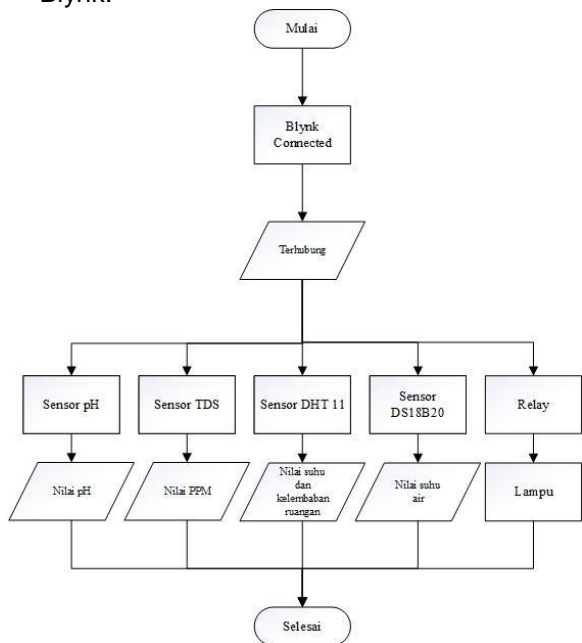 Blynk.
Mulai
Blynk
Connected
Terhubung
Sensor pH
Sensor TDS
Sensor DHT 11
Sensor
DS18B20
Relay
Nilai pH
Nilai PPM
Nilai suhu
dan
kelembaban
ruangan
Nilai suhu
air
Lampu
Selesai